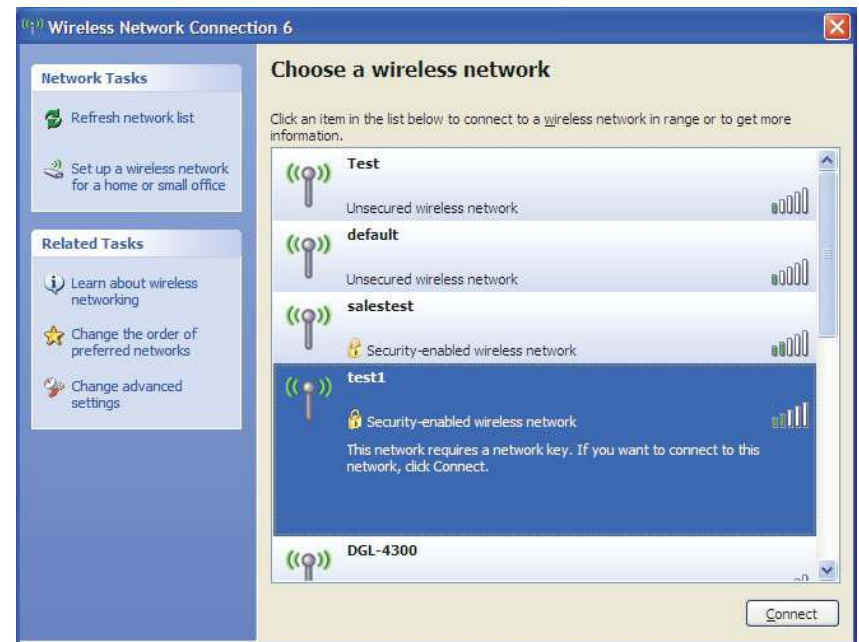 Wireless Network Connection 6
Network Tasks
Refresh network list
Set up a wireless network
for a home or small office
Related Tasks
Learn about wireless
networking
Change the order of
preferred networks
Change advanced
settings
Choose a wireless network
Click an item in the list below to connect to a wireless network in range or to get more
information.
Test
Unsecured wireless network
default
Unsecured wireless network
salestest
Security-enabled wireless network
test1
Security-enabled wireless network
This network requires a network key. If you want to connect to this
network, click Connect.
DGL-4300
Connect